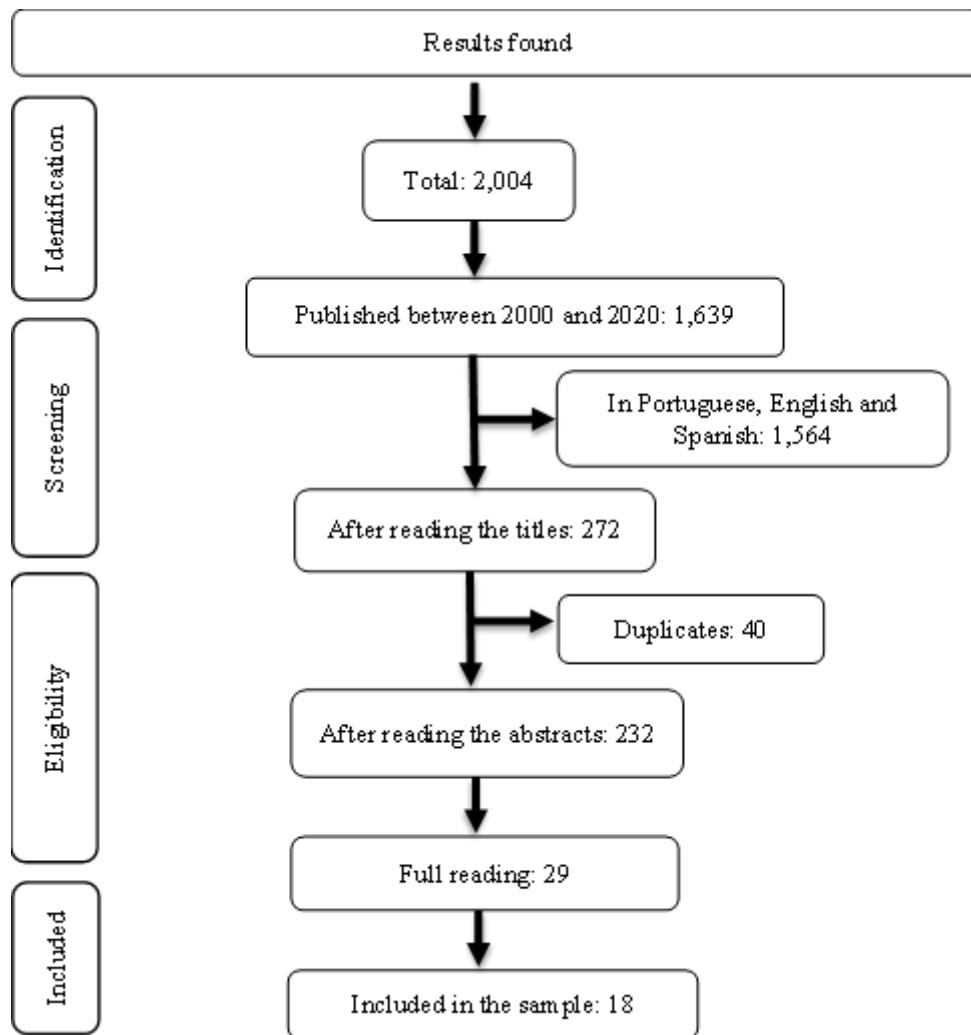 Results found
Identification
Total: 2,004
Published between 2000 and 2020: 1,639
Screening
In Portuguese, English and
Spanish: 1,564
After reading the titles: 272
Eligibility
Duplicates: 40
After reading the abstracts: 232
Full reading: 29
Included
Included in the sample: 18